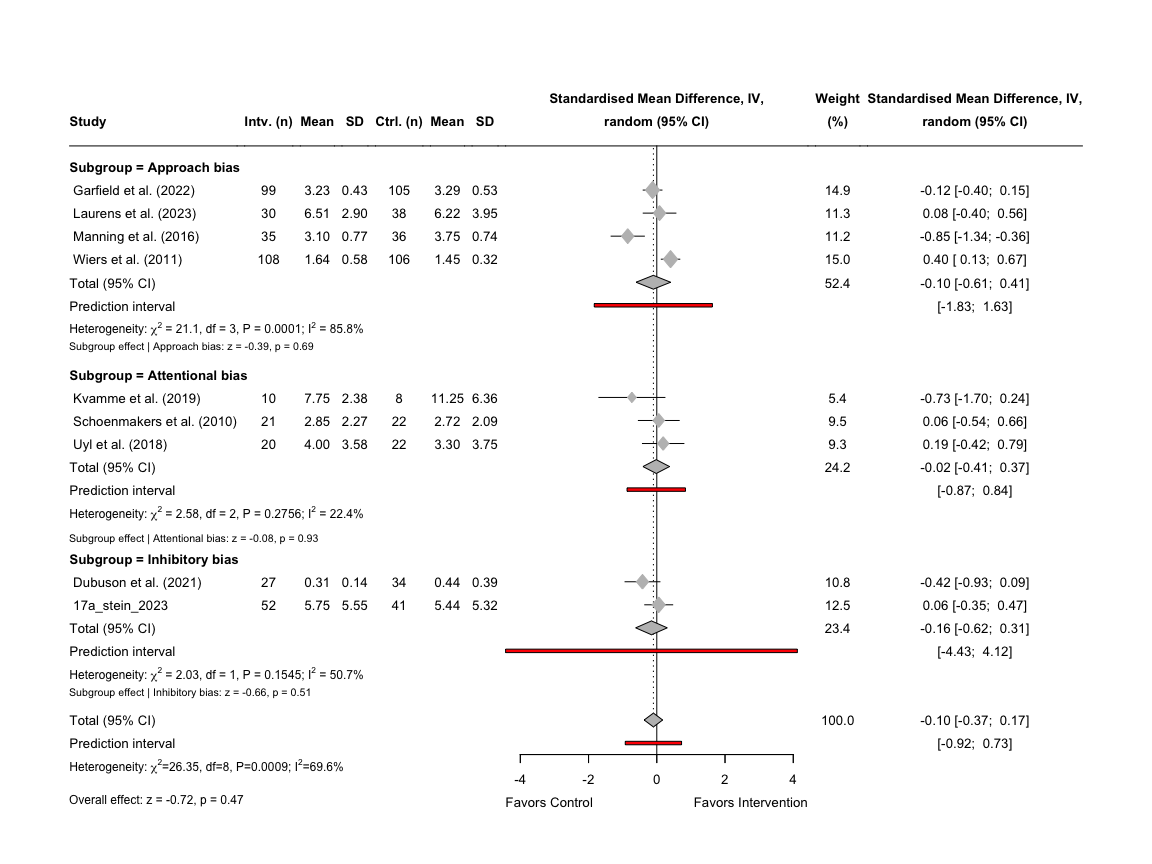 Standardised Mean Difference, IV, Weight Standardised Mean Difference, IV,
Study Intv. (n) Mean SD Ctrl. (n) Mean SD random (95% CI) (%) random (95% CI)
Subgroup = Approach bias
Garfield et al. (2022) 99 3.23 0.43 105 3.29 0.53 14.9 -0.12 [-0.40; 0.15]
Laurens et al. (2023) 30 6.51 2.90 38 6.22 3.95 11.3 0.08 [-0.40; 0.56]
Manning et al. (2016) 35 3.10 0.77 36 3.75 0.74 11.2 -0.85 [-1.34; -0.36]
Wiers et al. (2011) 108 1.64 0.58 106 1.45 0.32 15.0 0.40 [ 0.13; 0.67]
Total (95% CI) 52.4 -0.10 [-0.61; 0.41]
Prediction interval [-1.83; 1.63]
Heterogeneity: χ² = 21.1, df = 3, P = 0.0001; I² = 85.8%
Subgroup effect | Approach bias: z = -0.39, p = 0.69
Subgroup = Attentional bias
Kvamme et al. (2019) 10 7.75 2.38 8 11.25 6.36 5.4 -0.73 [-1.70; 0.24]
Schoenmakers et al. (2010) 21 2.85 2.27 22 2.72 2.09 9.5 0.06 [-0.54; 0.66]
Uyl et al. (2018) 20 4.00 3.58 22 3.30 3.75 9.3 0.19 [-0.42; 0.79]
Total (95% CI) 24.2 -0.02 [-0.41; 0.37]
Prediction interval [-0.87; 0.84]
Heterogeneity: χ² = 2.58, df = 2, P = 0.2756; I² = 22.4%
Subgroup effect | Attentional bias: z = -0.08, p = 0.93
Subgroup = Inhibitory bias
Dubuson et al. (2021) 27 0.31 0.14 34 0.44 0.39 10.8 -0.42 [-0.93; 0.09]
17a_stein_2023 52 5.75 5.55 41 5.44 5.32 12.5 0.06 [-0.35; 0.47]
Total (95% CI) 23.4 -0.16 [-0.62; 0.31]
Prediction interval [-4.43; 4.12]
Heterogeneity: χ² = 2.03, df = 1, P = 0.1545; I² = 50.7%
Subgroup effect | Inhibitory bias: z = -0.66, p = 0.51
Total (95% CI) 100.0 -0.10 [-0.37; 0.17]
Prediction interval [-0.92; 0.73]
Heterogeneity: χ²=26.35, df=8, P=0.0009; I²=69.6%
-4 -2 0 2 4
Overall effect: z = -0.72, p = 0.47 Favors Control Favors Intervention